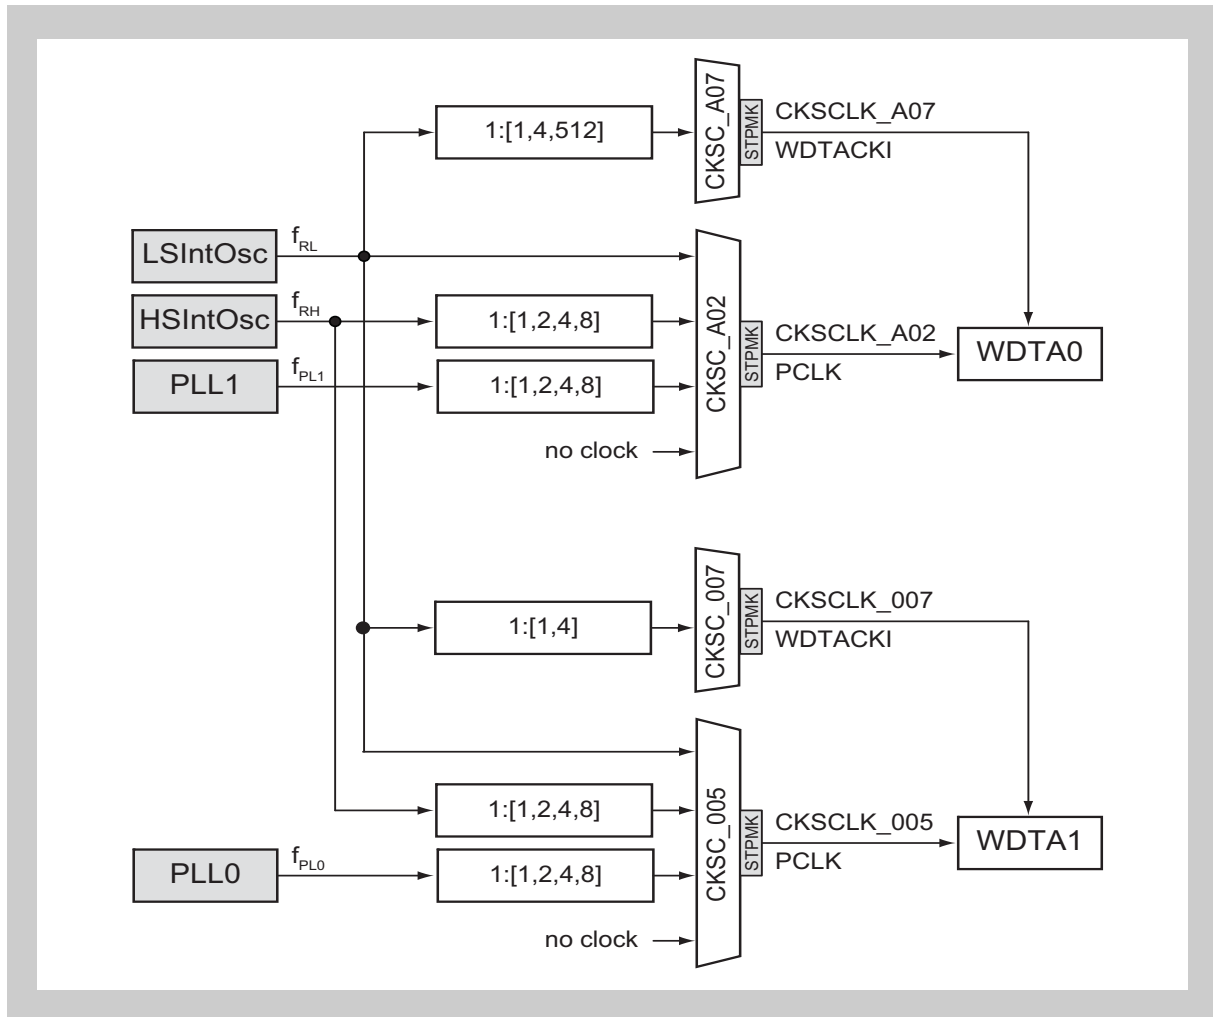 1:[1,4,512]
CKSC_A07
STPMK
CKSCLK_A07
WDTACKI
LSIntOsc
fRL
HSIntOsc
fRH
1:[1,2,4,8]
PLL1
fPL1
1:[1,2,4,8]
no clock
CKSC_A02
STPMK
CKSCLK_A02
PCLK
WDTA0
1:[1,4]
CKSC_007
STPMK
CKSCLK_007
WDTACKI
1:[1,2,4,8]
PLL0
fPL0
1:[1,2,4,8]
no clock
CKSC_005
STPMK
CKSCLK_005
PCLK
WDTA1